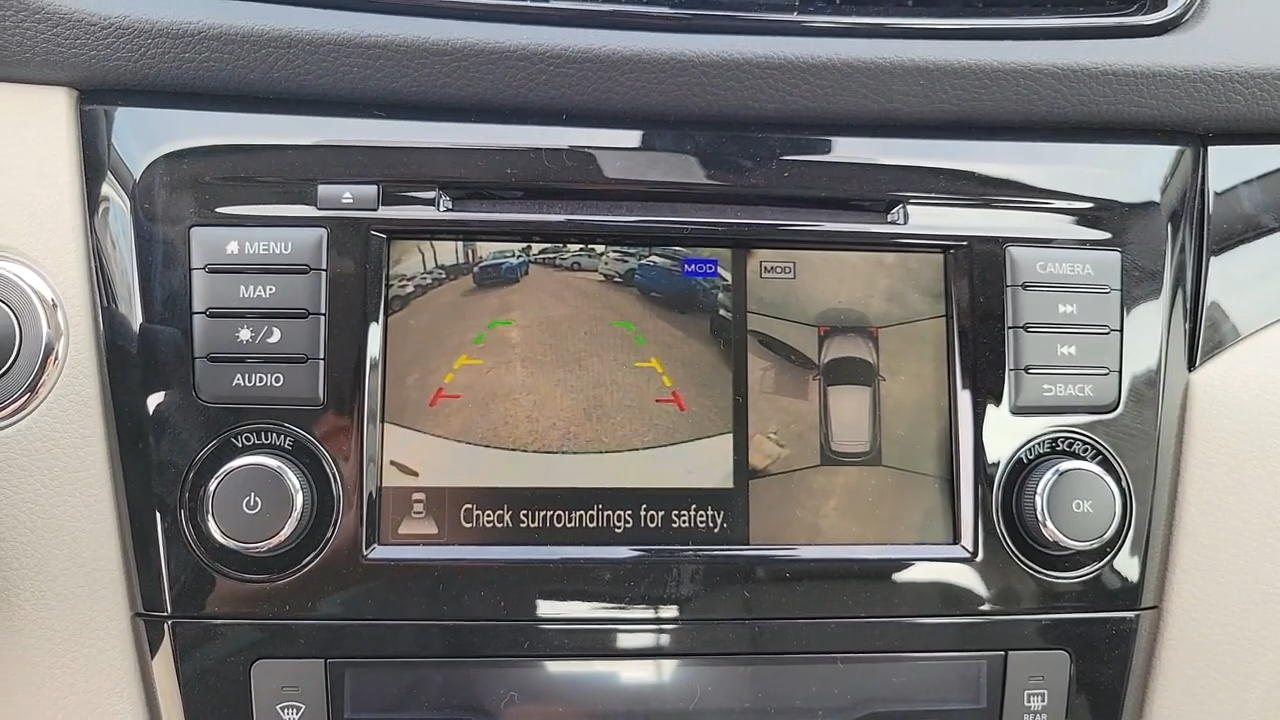 MENU
MAP
AUDIO
VOLUME
MOD
MOD
Check surroundings for safety.
CAMERA
BACK
TUNE·SCROLL
OK
REAR